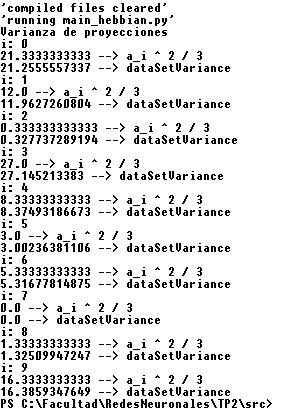 'compiled files cleared'
'running main_hebbian.py'
Varianza de proyecciones
i: 0
21.3333333333 --> a_i ^ 2 / 3
21.2555557337 --> dataSetVariance
i: 1
12.0 --> a_i ^ 2 / 3
11.9627260804 --> dataSetVariance
i: 2
0.333333333333 --> a_i ^ 2 / 3
0.327737289194 --> dataSetVariance
i: 3
27.0 --> a_i ^ 2 / 3
27.145213383 --> dataSetVariance
i: 4
8.33333333333 --> a_i ^ 2 / 3
8.37493186673 --> dataSetVariance
i: 5
3.0 --> a_i ^ 2 / 3
3.00236381106 --> dataSetVariance
i: 6
5.33333333333 --> a_i ^ 2 / 3
5.31677814875 --> dataSetVariance
i: 7
0.0 --> a_i ^ 2 / 3
0.0 --> dataSetVariance
i: 8
1.33333333333 --> a_i ^ 2 / 3
1.32509947247 --> dataSetVariance
i: 9
16.3333333333 --> a_i ^ 2 / 3
16.3859347649 --> dataSetVariance
PS C:\Facultad\RedesNeuronales\TP2\src>